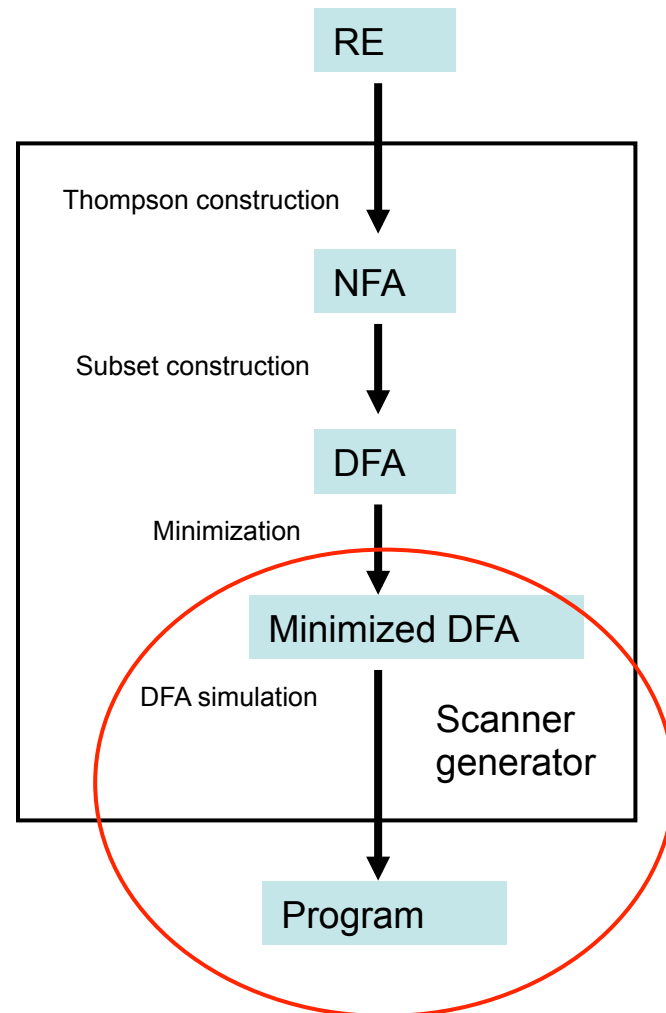 RE
Thompson construction
NFA
Subset construction
DFA
Minimization
Minimized DFA
DFA simulation
Scanner
generator
Program